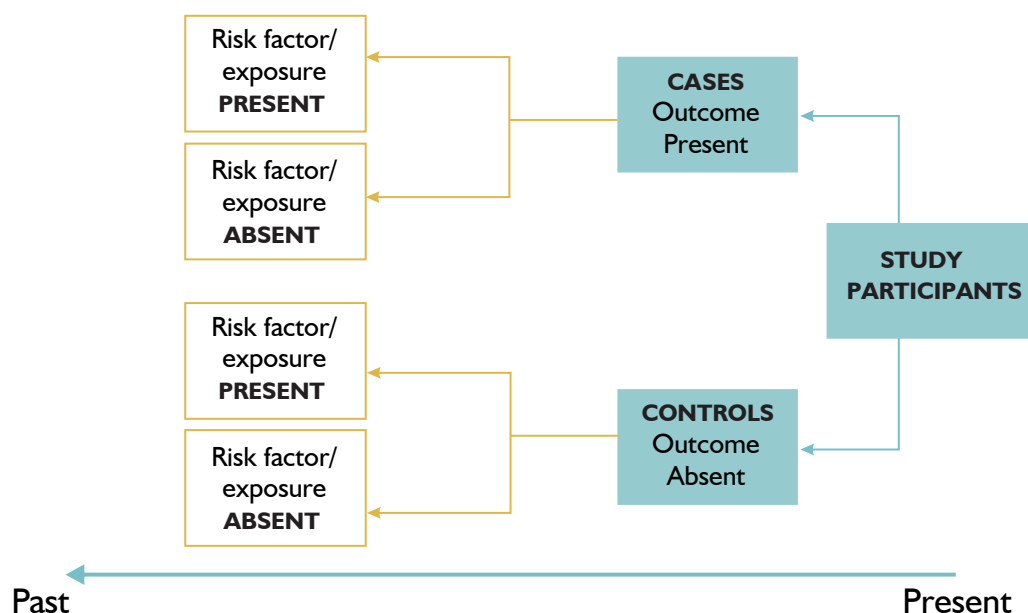 Risk factor/
exposure
PRESENT
Risk factor/
exposure
ABSENT
CASES
Outcome
Present
STUDY
PARTICIPANTS
Risk factor/
exposure
PRESENT
Risk factor/
exposure
ABSENT
CONTROLS
Outcome
Absent
Past
Present